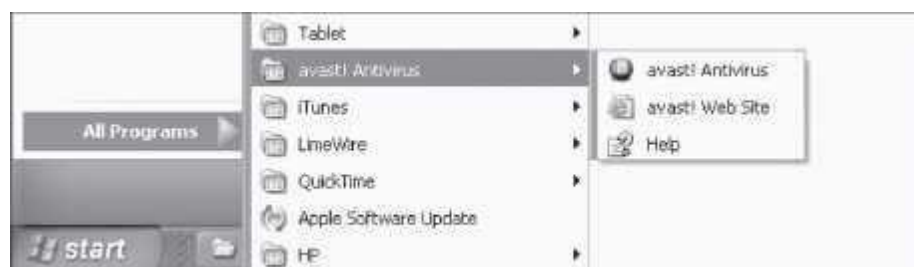 Tablet
avast! Antivirus
iTunes
LimeWire
QuickTime
Apple Software Update
HP
avast! Antivirus
avast! Web Site
Help
All Programs
start